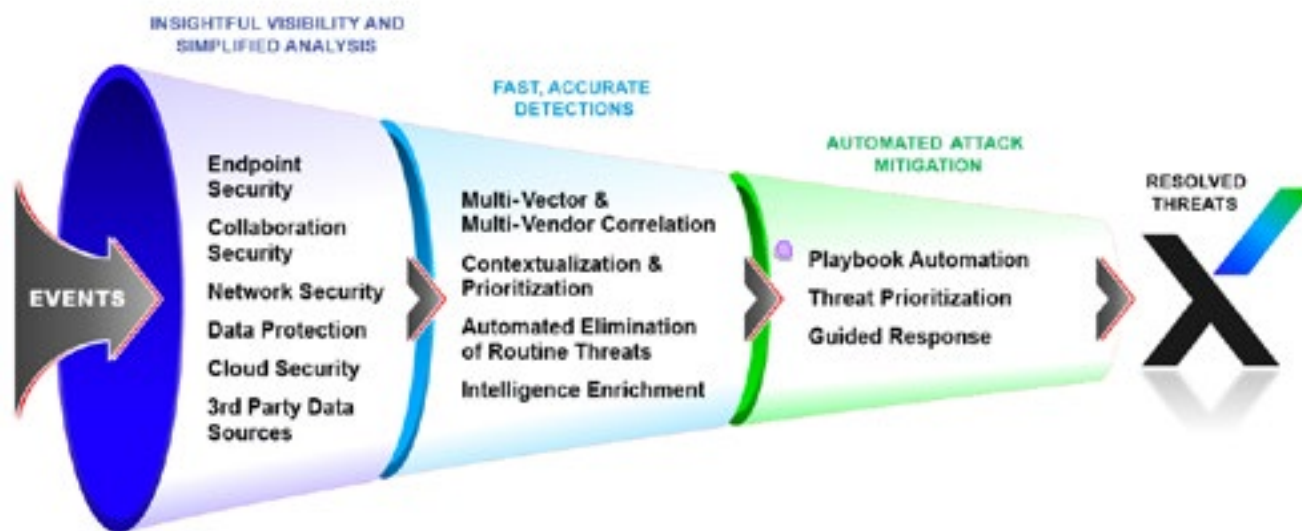 INSIGHTFUL VISIBILITY AND
SIMPLIFIED ANALYSIS
EVENTS
Endpoint
Security
Collaboration
Security
Network Security
Data Protection
Cloud Security
3rd Party Data
Sources
FAST, ACCURATE
DETECTIONS
Multi-Vector &
Multi-Vendor Correlation
Contextualization &
Prioritization
Automated Elimination
of Routine Threats
Intelligence Enrichment
AUTOMATED ATTACK
MITIGATION
Playbook Automation
Threat Prioritization
Guided Response
RESOLVED
THREATS